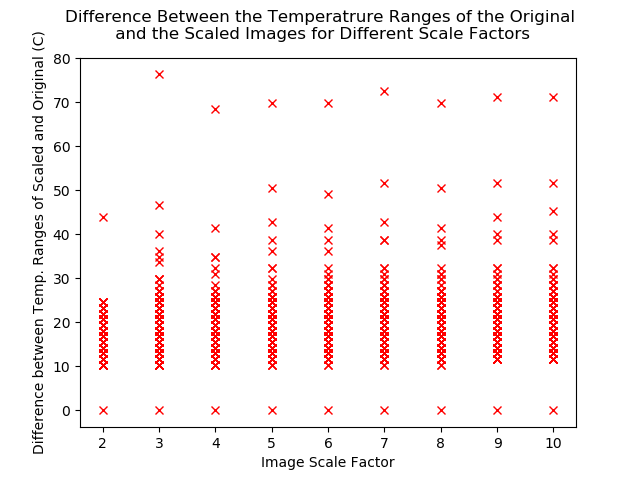 Difference Between the Temperatrure Ranges of the Original
and the Scaled Images for Different Scale Factors
Difference between Temp. Ranges of Scaled and Original (C)
80
70
60
50
40
30
20
10
0
2 3 4 5 6 7 8 9 10
Image Scale Factor